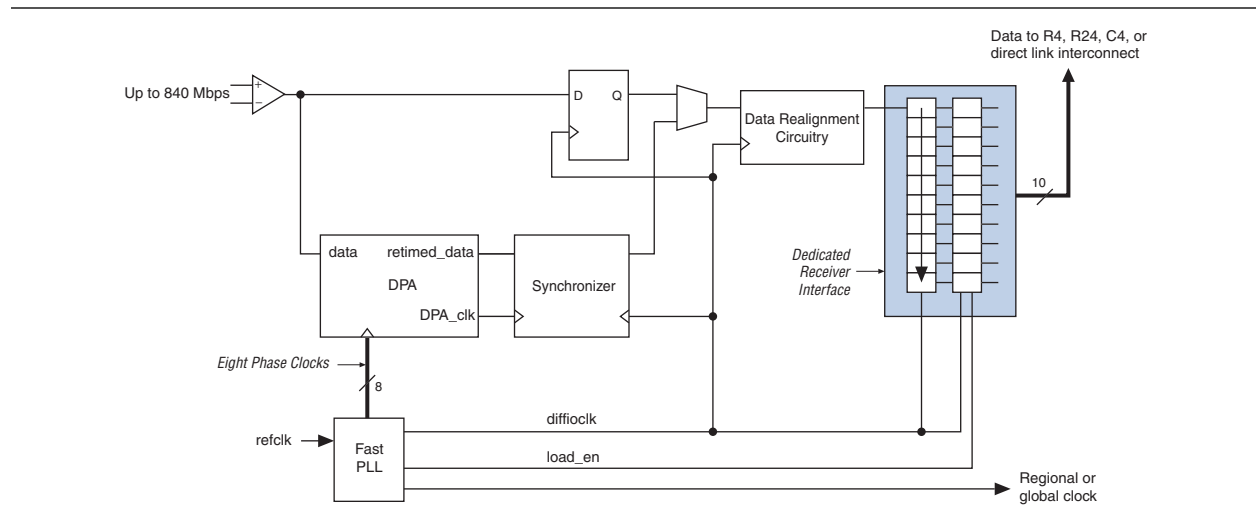 Data to R4, R24, C4, or
direct link interconnect
Up to 840 Mbps
+
−
D Q
Data Realignment
Circuitry
10
data retimed_data
DPA
DPA_clk
Synchronizer
Dedicated
Receiver
Interface
Eight Phase Clocks
8
diffioclk
refclk
Fast
PLL
load_en
Regional or
global clock